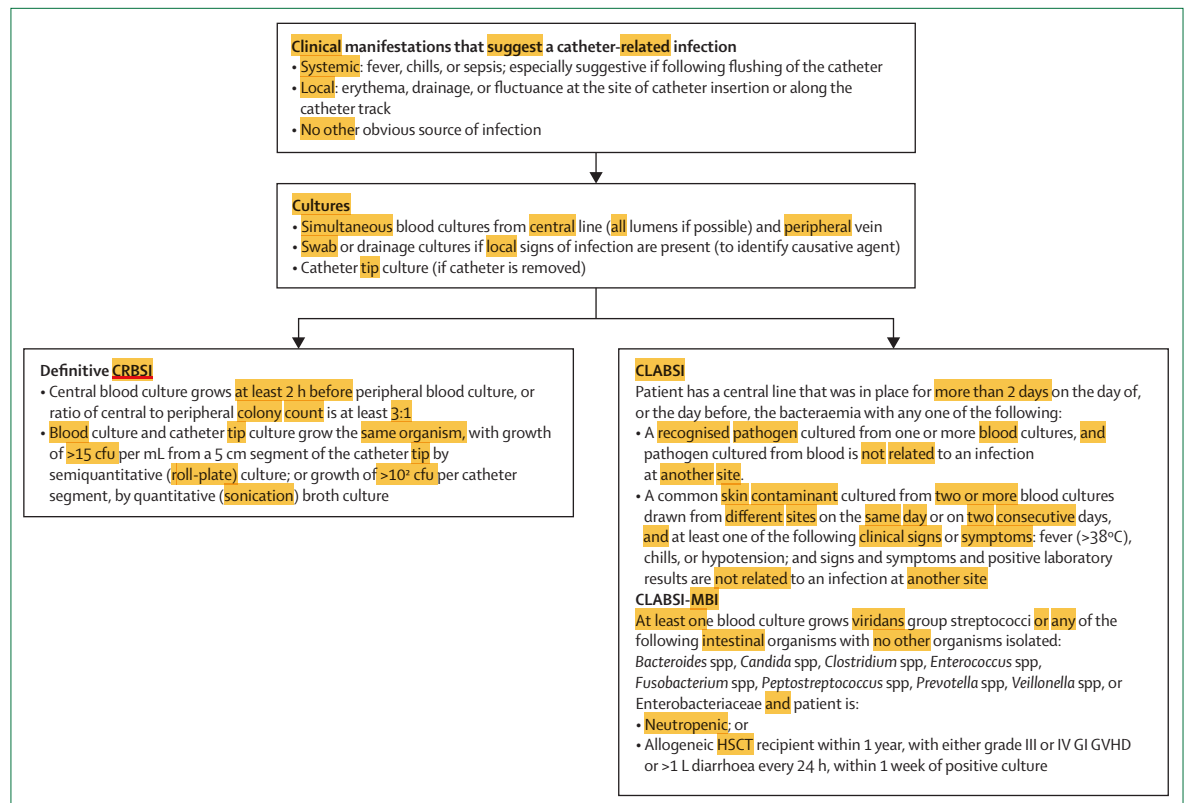 Clinical manifestations that suggest a catheter-related infection
• Systemic: fever, chills, or sepsis; especially suggestive if following flushing of the catheter
• Local: erythema, drainage, or fluctuance at the site of catheter insertion or along the
catheter track
• No other obvious source of infection
Cultures
• Simultaneous blood cultures from central line (all lumens if possible) and peripheral vein
• Swab or drainage cultures if local signs of infection are present (to identify causative agent)
• Catheter tip culture (if catheter is removed)
Definitive CRBSI
• Central blood culture grows at least 2 h before peripheral blood culture, or
ratio of central to peripheral colony count is at least 3:1
• Blood culture and catheter tip culture grow the same organism, with growth
of >15 cfu per mL from a 5 cm segment of the catheter tip by
semiquantitative (roll-plate) culture; or growth of >10² cfu per catheter
segment, by quantitative (sonication) broth culture
CLABSI
Patient has a central line that was in place for more than 2 days on the day of,
or the day before, the bacteraemia with any one of the following:
• A recognised pathogen cultured from one or more blood cultures, and
pathogen cultured from blood is not related to an infection
at another site.
• A common skin contaminant cultured from two or more blood cultures
drawn from different sites on the same day or on two consecutive days,
and at least one of the following clinical signs or symptoms: fever (>38ºC),
chills, or hypotension; and signs and symptoms and positive laboratory
results are not related to an infection at another site
CLABSI-MBI
At least one blood culture grows viridans group streptococci or any of the
following intestinal organisms with no other organisms isolated:
Bacteroides spp, Candida spp, Clostridium spp, Enterococcus spp,
Fusobacterium spp, Peptostreptococcus spp, Prevotella spp, Veillonella spp, or
Enterobacteriaceae and patient is:
• Neutropenic; or
• Allogeneic HSCT recipient within 1 year, with either grade III or IV GI GVHD
or >1 L diarrhoea every 24 h, within 1 week of positive culture